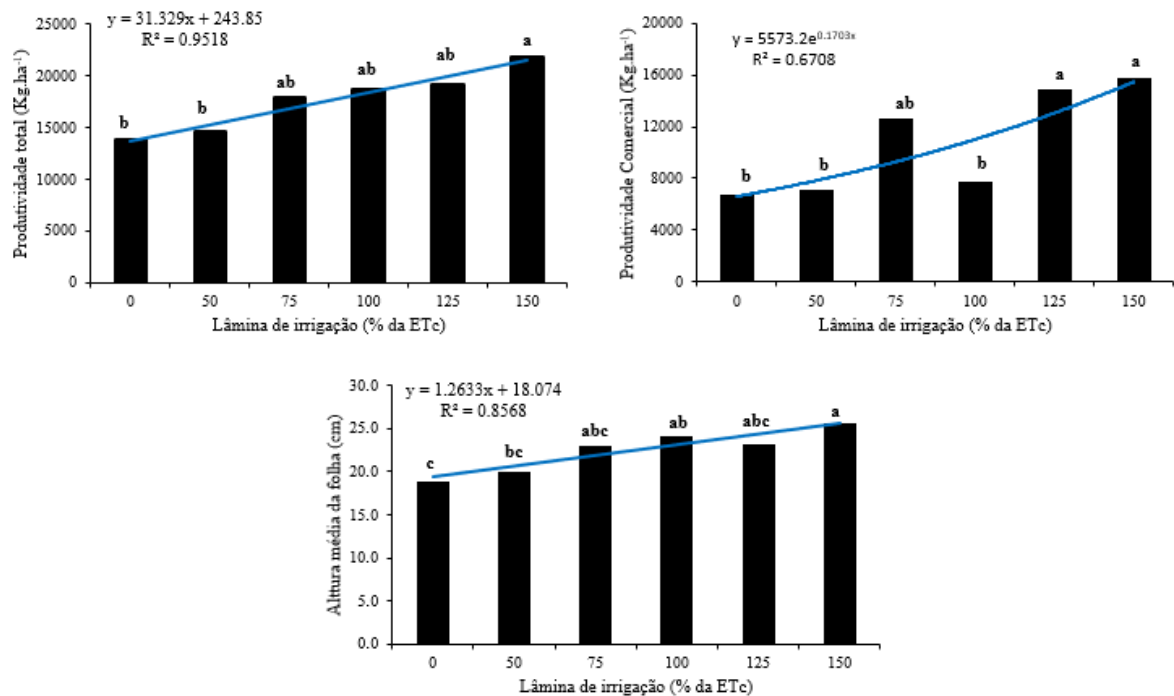 y = 31.329x + 243.85
R² = 0.9518
Produtividade total (Kg.ha⁻¹)
25000
20000
15000
10000
5000
0
b
b
ab
ab
ab
a
0 50 75 100 125 150
Lâmina de irrigação (% da ETc)
y = 5573.2e^0.1703x
R² = 0.6708
Produtividade Comercial (Kg.ha⁻¹)
20000
16000
12000
8000
4000
0
b
b
ab
b
a
a
0 50 75 100 125 150
Lâmina de irrigação (% da ETc)
y = 1.2633x + 18.074
R² = 0.8568
Alttura média da folha (cm)
30.0
25.0
20.0
15.0
10.0
5.0
0.0
c
bc
abc
ab
abc
a
0 50 75 100 125 150
Lâmina de irrigação (% da ETc)